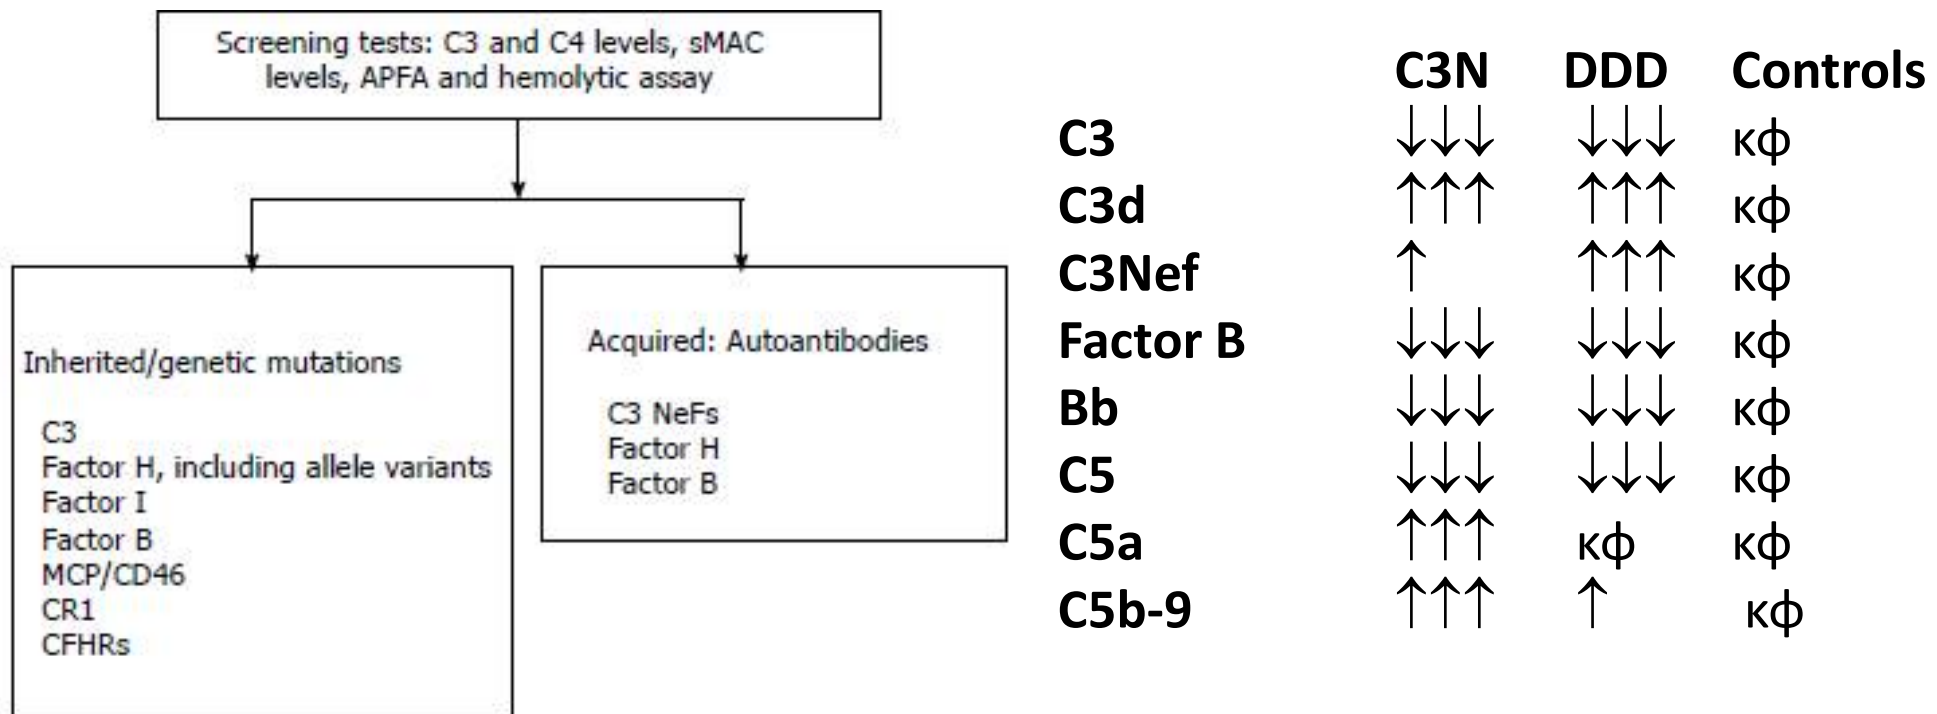 Screening tests: C3 and C4 levels, sMAC
levels, APFA and hemolytic assay
Inherited/genetic mutations
C3
Factor H, including allele variants
Factor I
Factor B
MCP/CD46
CR1
CFHRs
Acquired: Autoantibodies
C3 NeFs
Factor H
Factor B
C3N DDD Controls
C3 ↓↓↓ ↓↓↓ κφ
C3d ↑↑↑ ↑↑↑ κφ
C3Nef ↑ ↑↑↑ κφ
Factor B ↓↓↓ ↓↓↓ κφ
Bb ↓↓↓ ↓↓↓ κφ
C5 ↓↓↓ ↓↓↓ κφ
C5a ↑↑↑ κφ κφ
C5b-9 ↑↑↑ ↑ κφ